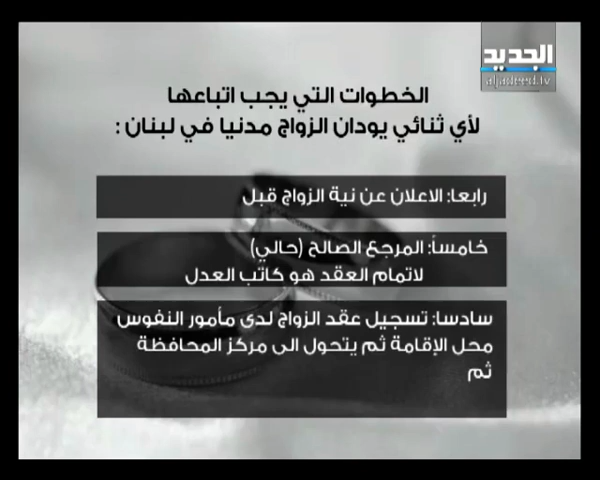 الجديد
aljadeed.tv
الخطوات التي يجب اتباعها
لأي ثنائي يودان الزواج مدنيا في لبنان :
رابعا: الاعلان عن نية الزواج قبل
خامساً: المرجع الصالح (حالي)
لاتمام العقد هو كاتب العدل
سادسا: تسجيل عقد الزواج لدى مأمور النفوس
محل الإقامة ثم يتحول الى مركز المحافظة
ثم